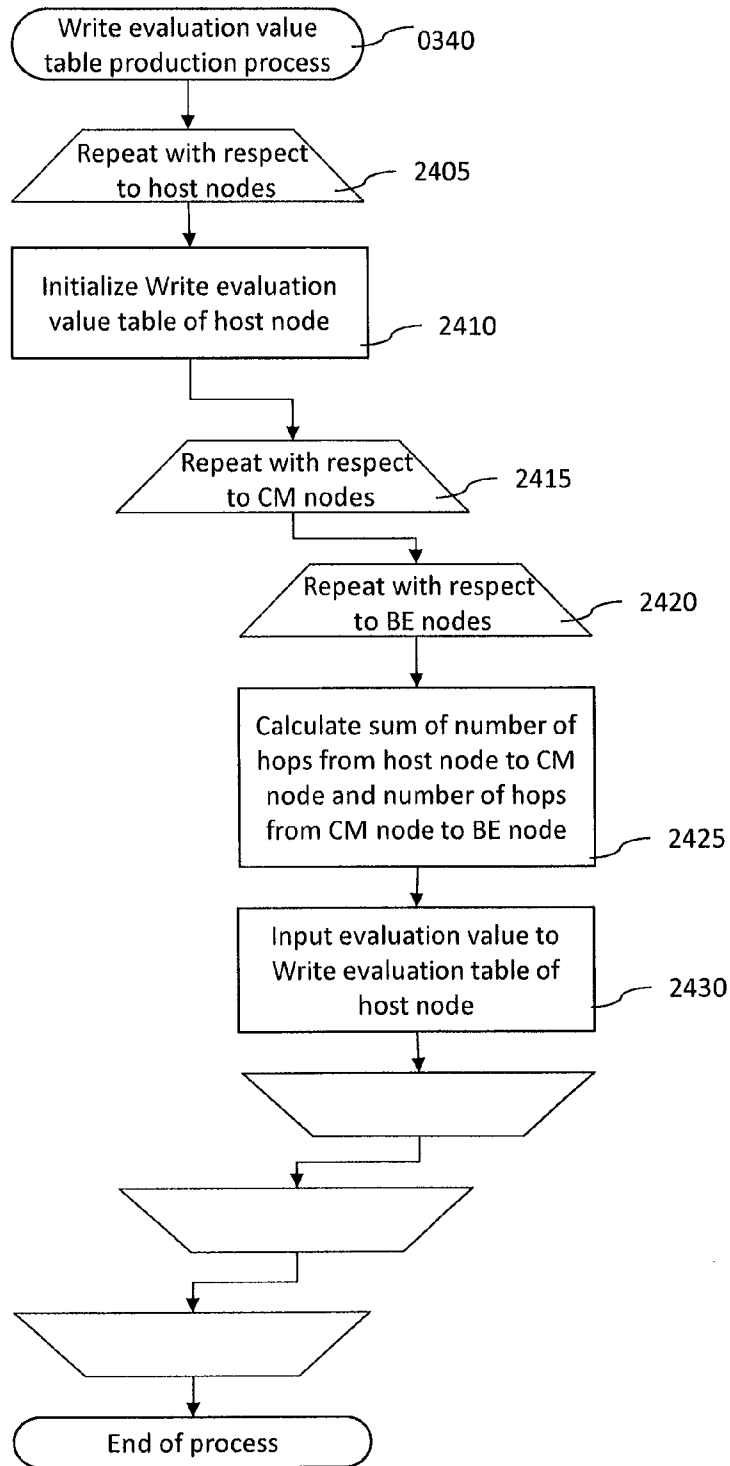 Write evaluation value
table production process
0340
Repeat with respect
to host nodes
2405
Initialize Write evaluation
value table of host node
2410
Repeat with respect
to CM nodes
2415
Repeat with respect
to BE nodes
2420
Calculate sum of number of
hops from host node to CM
node and number of hops
from CM node to BE node
2425
Input evaluation value to
Write evaluation table of
host node
2430
End of process